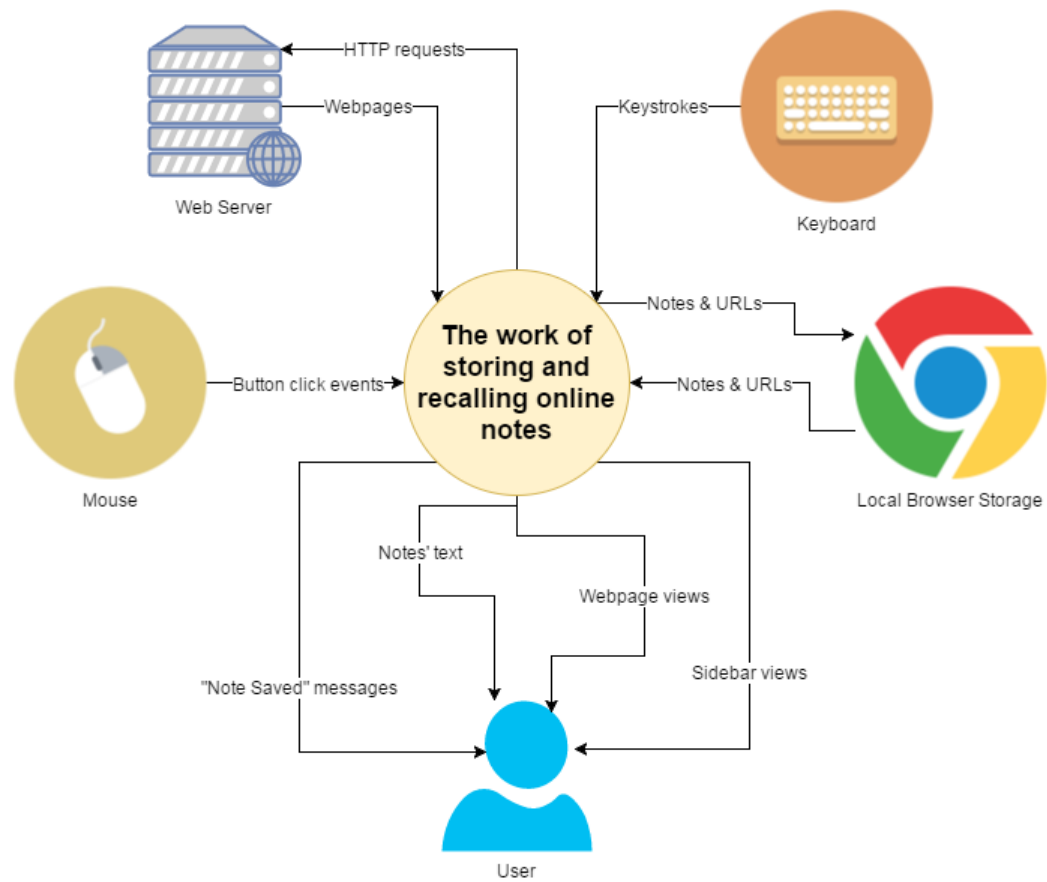 HTTP requests
Webpages
Keystrokes
Web Server
Keyboard
Notes & URLs
The work of
storing and
recalling online
notes
Button click events
Notes & URLs
Mouse
Local Browser Storage
Notes' text
Webpage views
Sidebar views
"Note Saved" messages
User